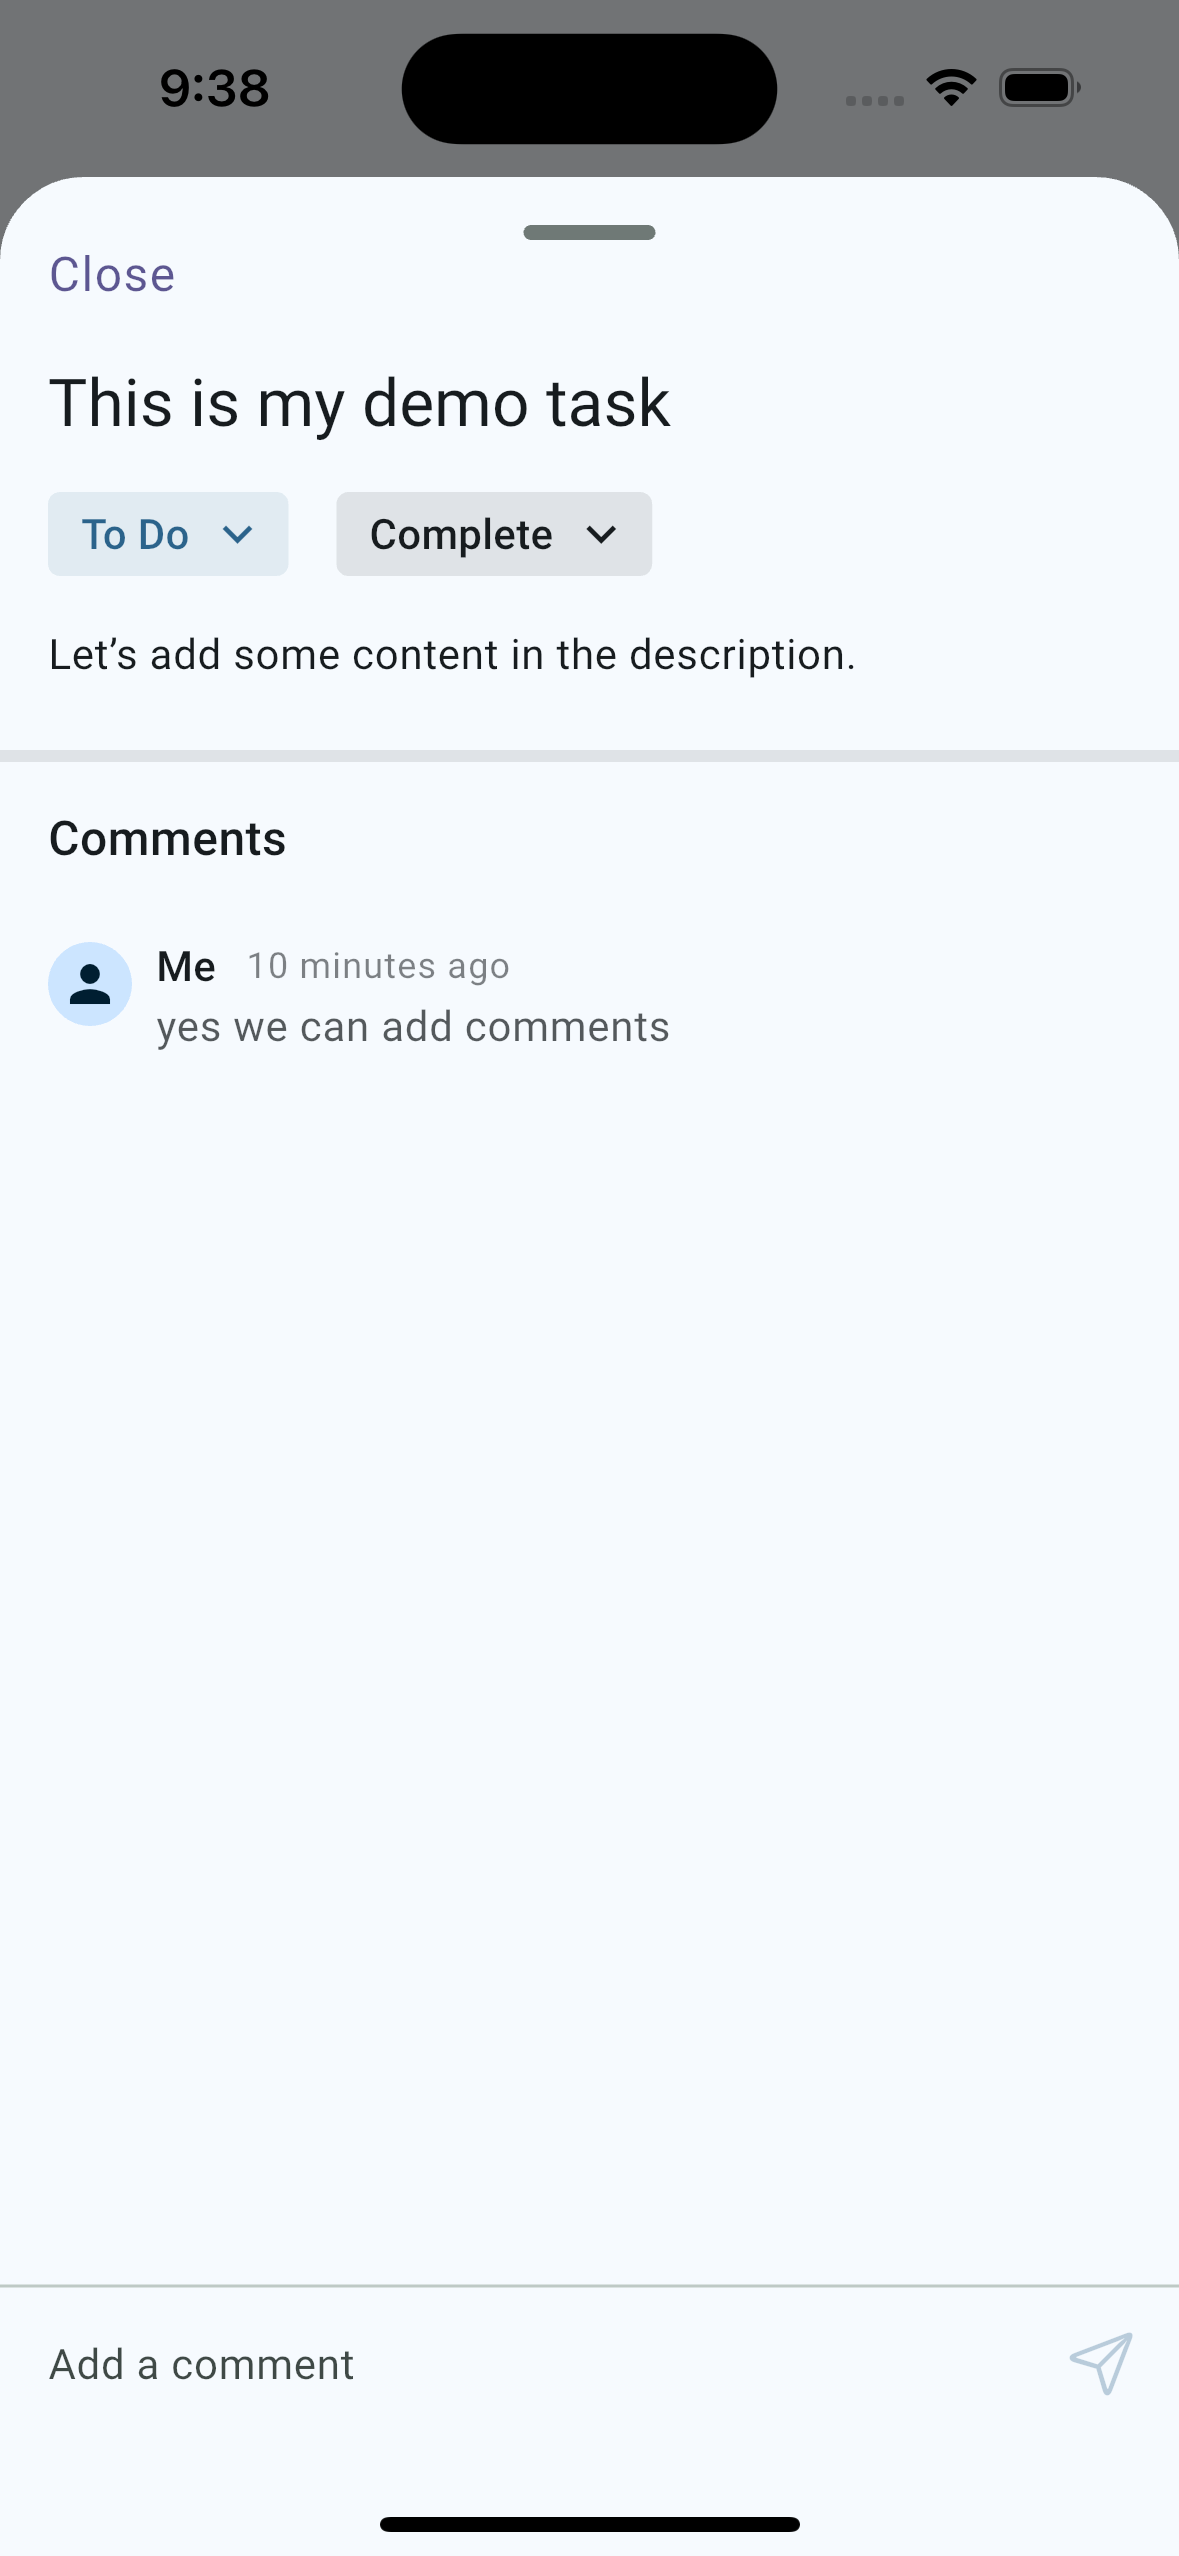 9:38
Close
This is my demo task
To Do
Complete
Let’s add some content in the description.
Comments
Me 10 minutes ago
yes we can add comments
Add a comment